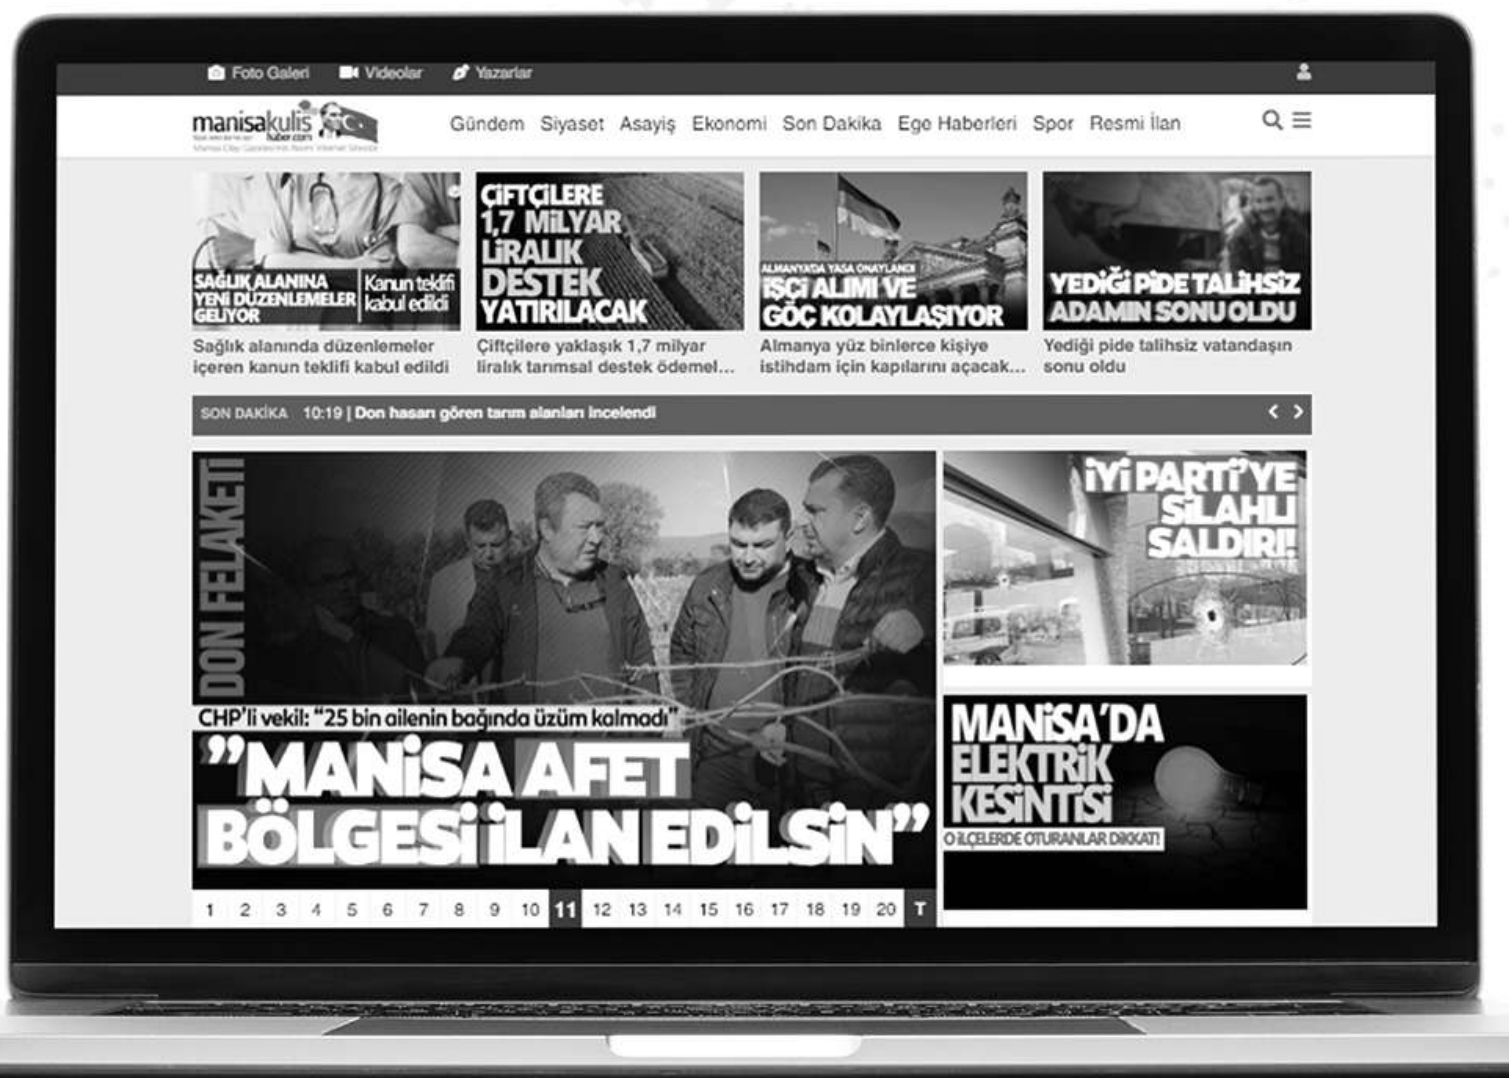 Foto Galeri Videolar Yazarlar
manisakulis
haber.com
Gündem Siyaset Asayiş Ekonomi Son Dakika Ege Haberleri Spor Resmi İlan
SAĞLIK ALANINA
YENİ DÜZENLEMELER
GELİYOR
Kanun teklifi
kabul edildi
Sağlık alanında düzenlemeler
içeren kanun teklifi kabul edildi
ÇİFTÇİLERE
1,7 MİLYAR
LİRALIK
DESTEK
YATIRILACAK
Çiftçilere yaklaşık 1,7 milyar
liralık tarımsal destek ödemel...
ALMANYA'DA YASA ONAYLANDI
İŞÇİ ALIMI VE
GÖÇ KOLAYLAŞIYOR
Almanya yüz binlerce kişiye
istihdam için kapılarını açacak...
YEDİĞİ PİDE TALİHSİZ
ADAMIN SONU OLDU
Yediği pide talihsiz vatandaşın
sonu oldu
SON DAKİKA 10:19 | Don hasarı gören tarım alanları incelendi
DON FELAKETİ
CHP'li vekil: “25 bin ailenin bağında üzüm kalmadı”
”MANİSA AFET
BÖLGESİ İLAN EDİLSİN”
1 2 3 4 5 6 7 8 9 10 11 12 13 14 15 16 17 18 19 20 T
İYİ PARTİ’YE
SİLAHLI
SALDIRI!
MANİSA’DA
ELEKTRİK
KESİNTİSİ
O İLÇELERDE OTURANLAR DİKKAT!